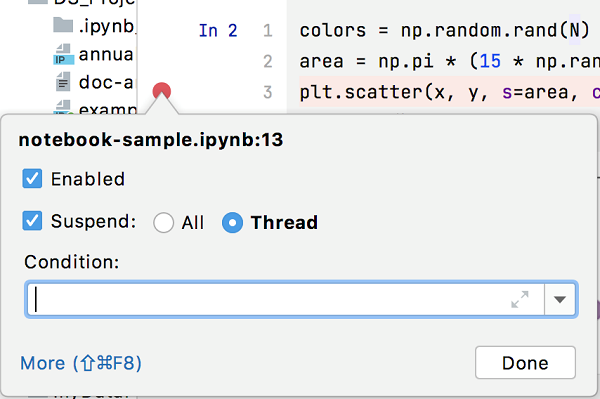 DS_Proje
.ipynb_
In 2
1
colors = np.random.rand(N)
annua
2
area = np.pi * (15 * np.ran
doc-a
3
plt.scatter(x, y, s=area, c
examp
notebook-sample.ipynb:13
Enabled
Suspend:
All
Thread
Condition:
More (⇧⌘F8)
Done